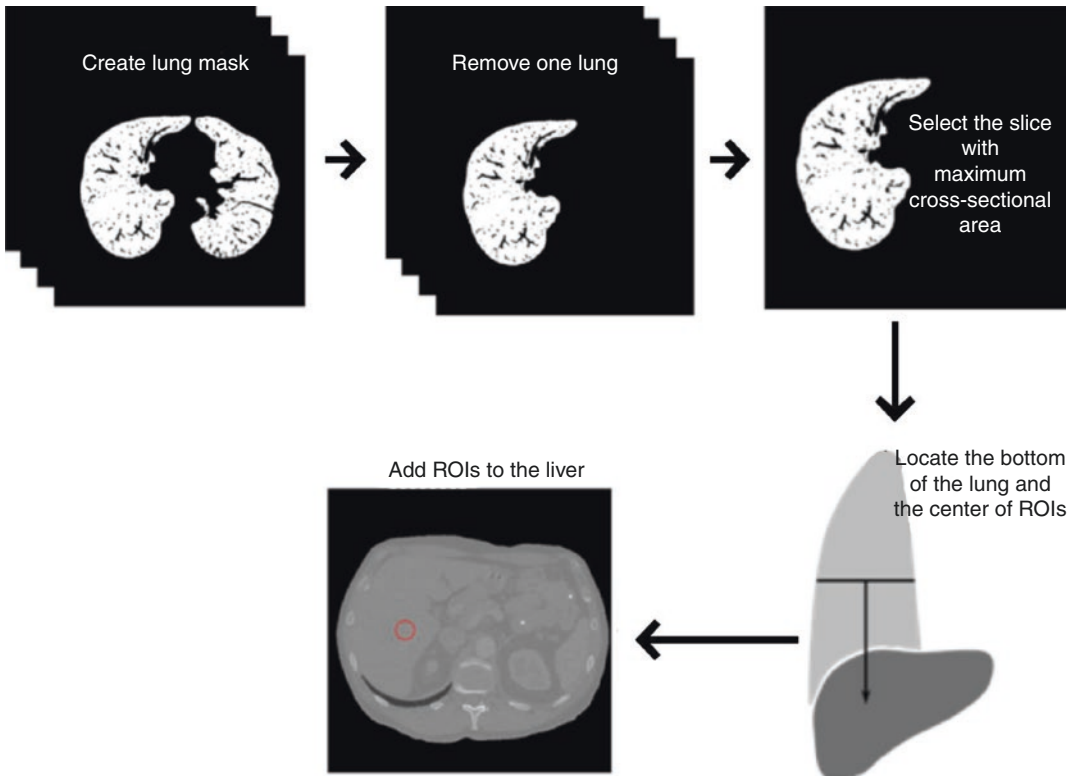 Create lung mask
Remove one lung
Select the slice
with
maximum
cross-sectional
area
Locate the bottom
of the lung and
the center of ROIs
Add ROIs to the liver